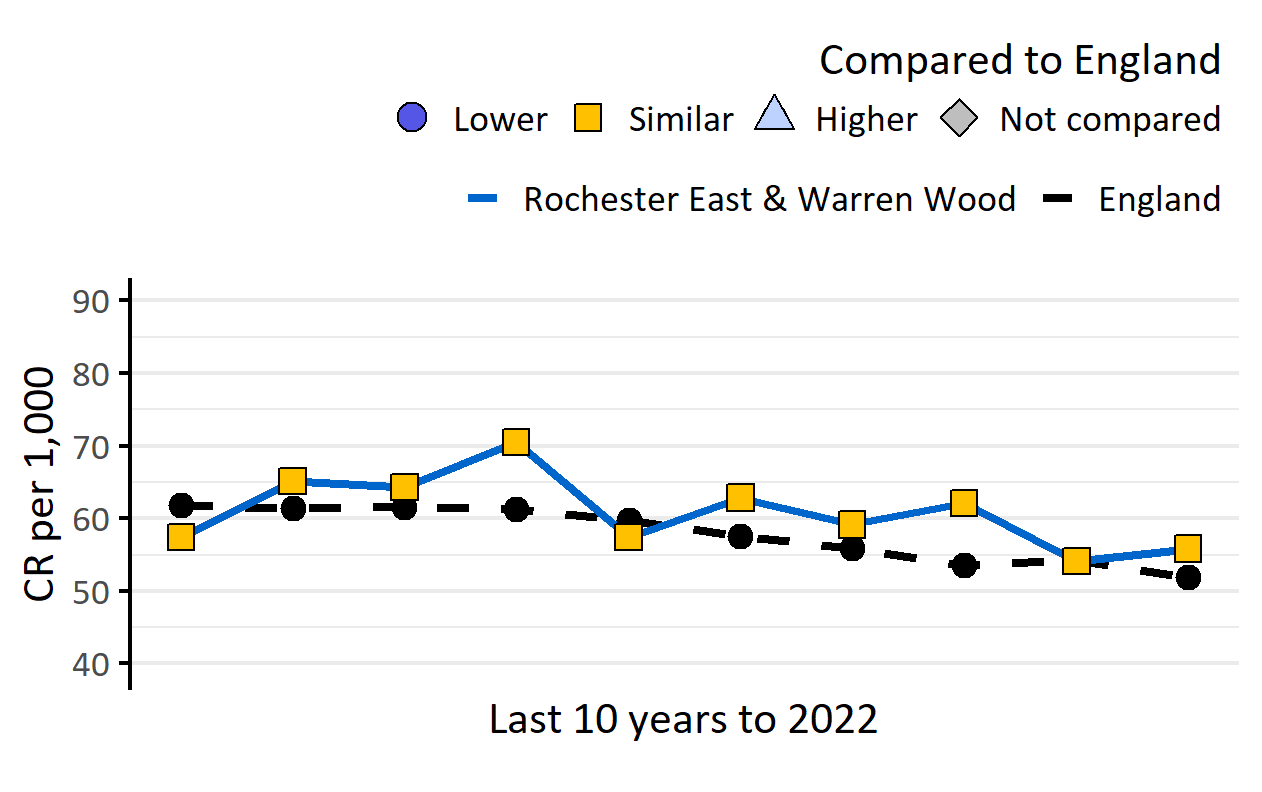 Compared to England
Lower Similar Higher Not compared
Rochester East & Warren Wood England
90
80
70
60
50
40
CR per 1,000
Last 10 years to 2022